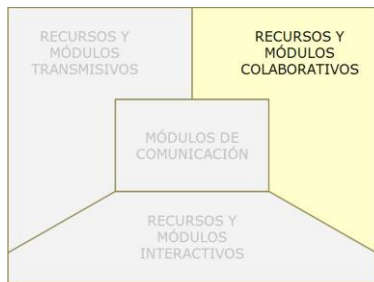 RECURSOS Y
MÓDULOS
TRANSMISIVOS
RECURSOS Y
MÓDULOS
COLABORATIVOS
MÓDULOS DE
COMUNICACIÓN
RECURSOS Y
MÓDULOS
INTERACTIVOS